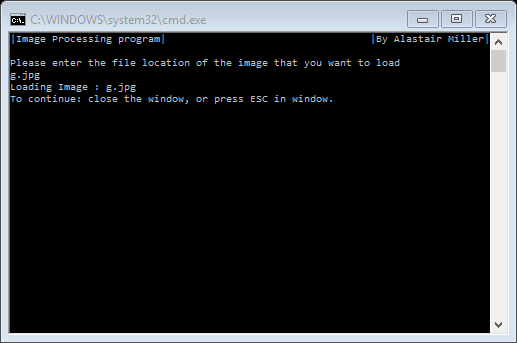 C:\WINDOWS\system32\cmd.exe
|Image Processing program| |By Alastair Miller|
Please enter the file location of the image that you want to load
g.jpg
Loading Image : g.jpg
To continue: close the window, or press ESC in window.